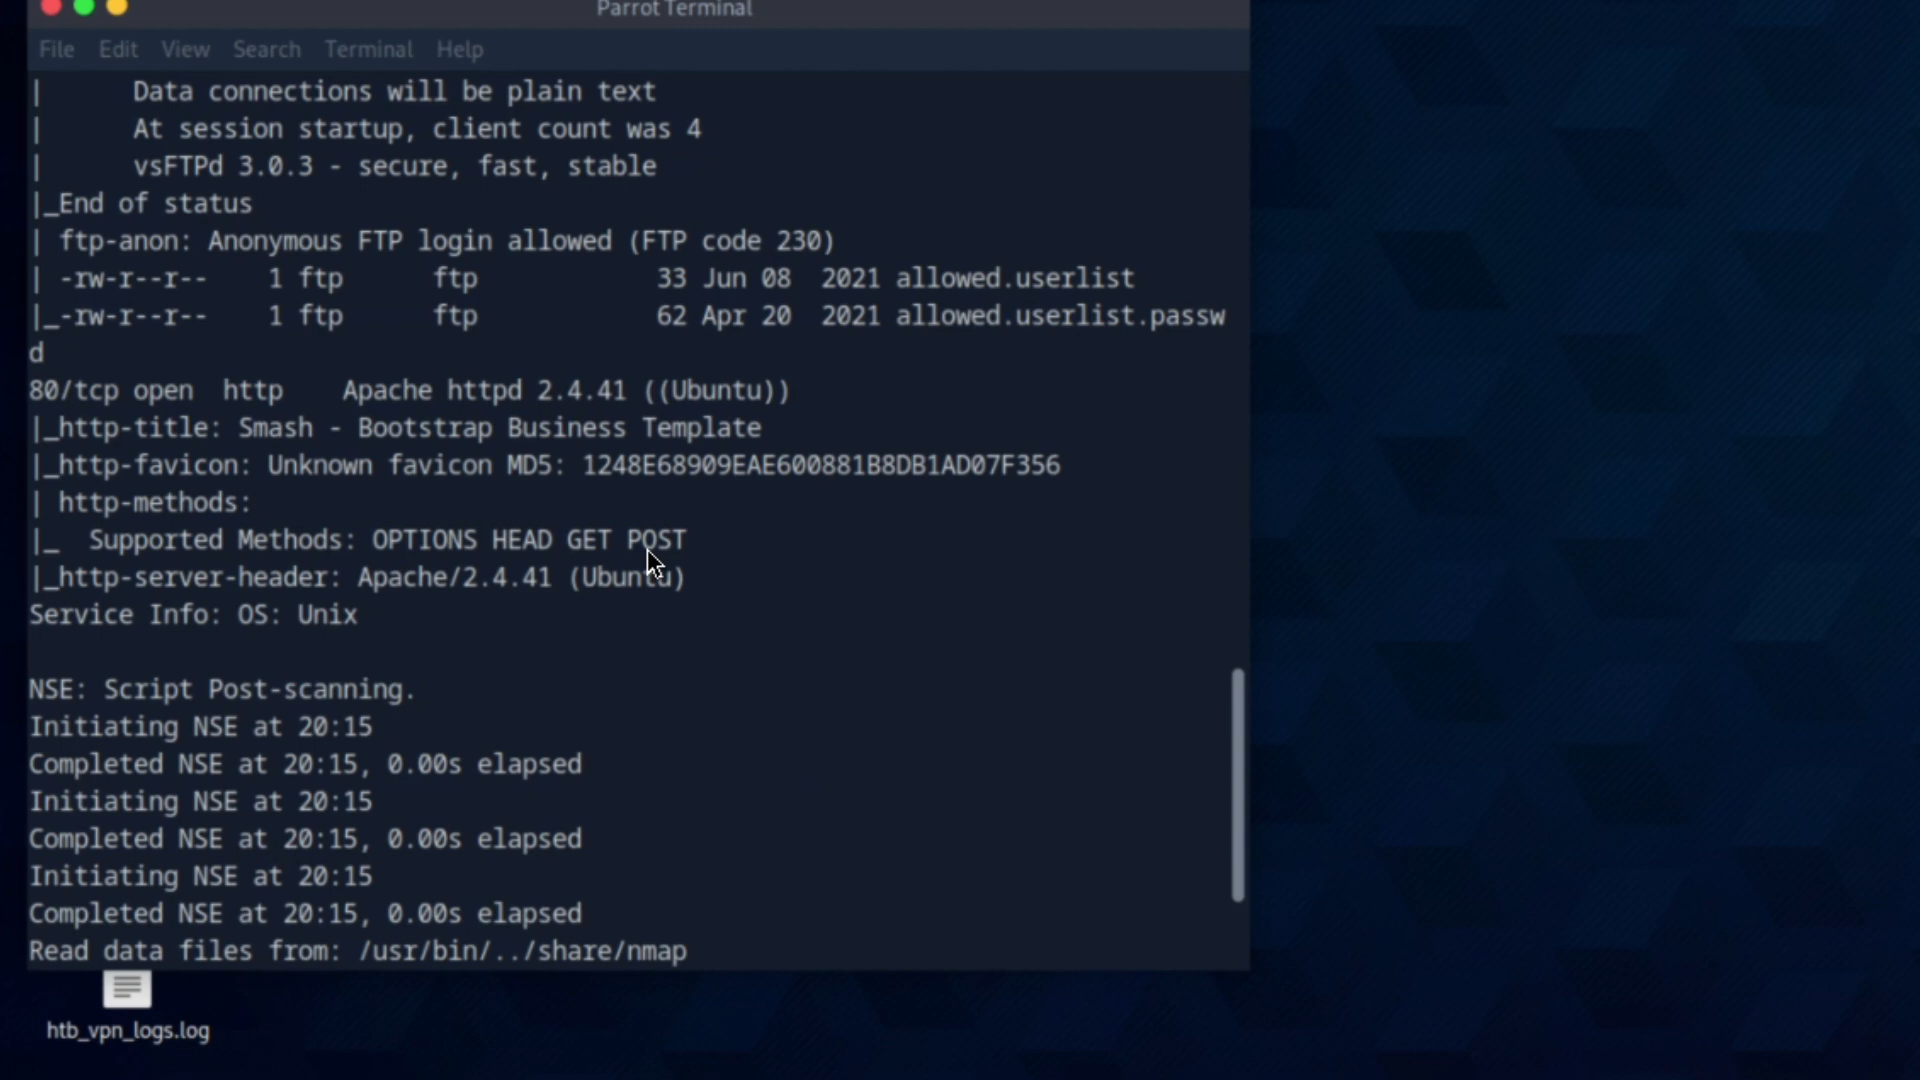 Parrot Terminal
File Edit View Search Terminal Help
|      Data connections will be plain text
|      At session startup, client count was 4
|      vsFTPd 3.0.3 - secure, fast, stable
|_End of status
| ftp-anon: Anonymous FTP login allowed (FTP code 230)
| -rw-r--r--    1 ftp      ftp            33 Jun 08  2021 allowed.userlist
|_-rw-r--r--    1 ftp      ftp            62 Apr 20  2021 allowed.userlist.passw
d
80/tcp open  http    Apache httpd 2.4.41 ((Ubuntu))
|_http-title: Smash - Bootstrap Business Template
|_http-favicon: Unknown favicon MD5: 1248E68909EAE600881B8DB1AD07F356
| http-methods:
|_  Supported Methods: OPTIONS HEAD GET POST
|_http-server-header: Apache/2.4.41 (Ubuntu)
Service Info: OS: Unix
NSE: Script Post-scanning.
Initiating NSE at 20:15
Completed NSE at 20:15, 0.00s elapsed
Initiating NSE at 20:15
Completed NSE at 20:15, 0.00s elapsed
Initiating NSE at 20:15
Completed NSE at 20:15, 0.00s elapsed
Read data files from: /usr/bin/../share/nmap
htb_vpn_logs.log